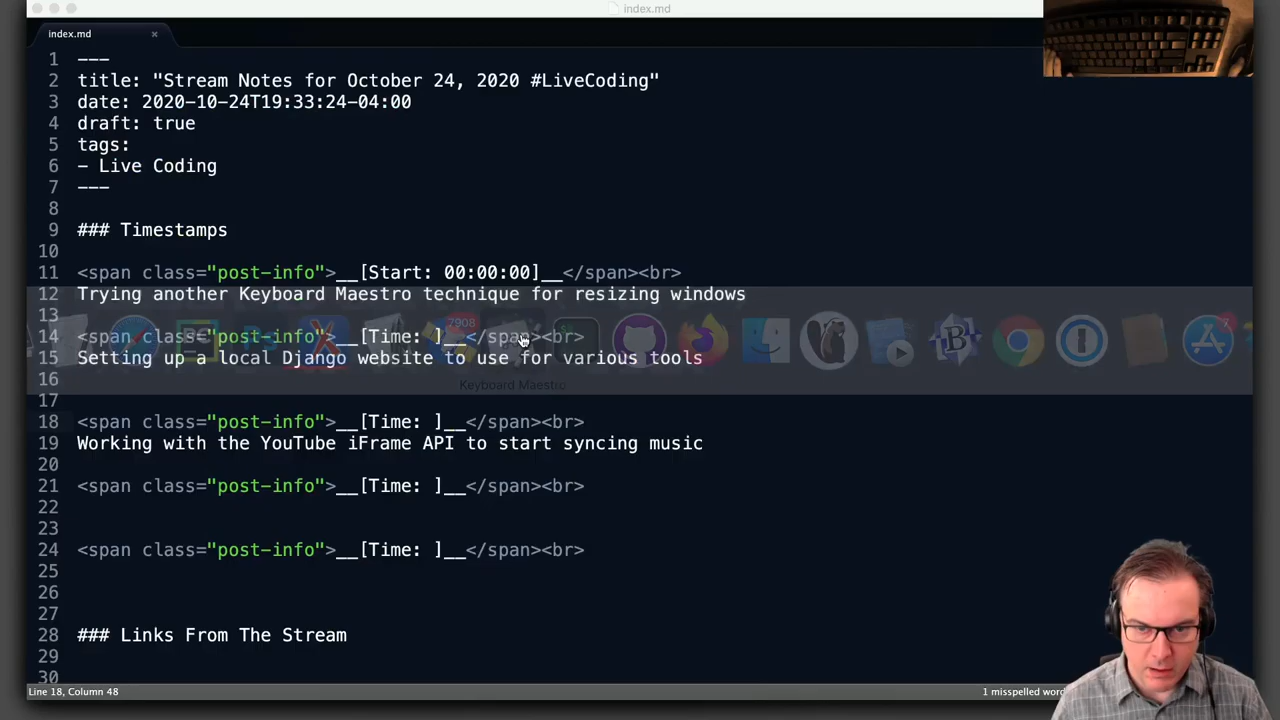 index.md
index.md
1 ---
2 title: "Stream Notes for October 24, 2020 #LiveCoding"
3 date: 2020-10-24T19:33:24-04:00
4 draft: true
5 tags:
6 - Live Coding
7 ---
8
9 ### Timestamps
10
11 <span class="post-info">__[Start: 00:00:00]__</span><br>
12 Trying another Keyboard Maestro technique for resizing windows
13
7908
14 <span class="post-info">__[Time: ]__</span><br>
7
15 Setting up a local Django website to use for various tools
16
Keyboard Maestro
17
18 <span class="post-info">__[Time: ]__</span><br>
19 Working with the YouTube iFrame API to start syncing music
20
21 <span class="post-info">__[Time: ]__</span><br>
22
23
24 <span class="post-info">__[Time: ]__</span><br>
25
26
27
28 ### Links From The Stream
29
30
Line 18, Column 48
1 misspelled